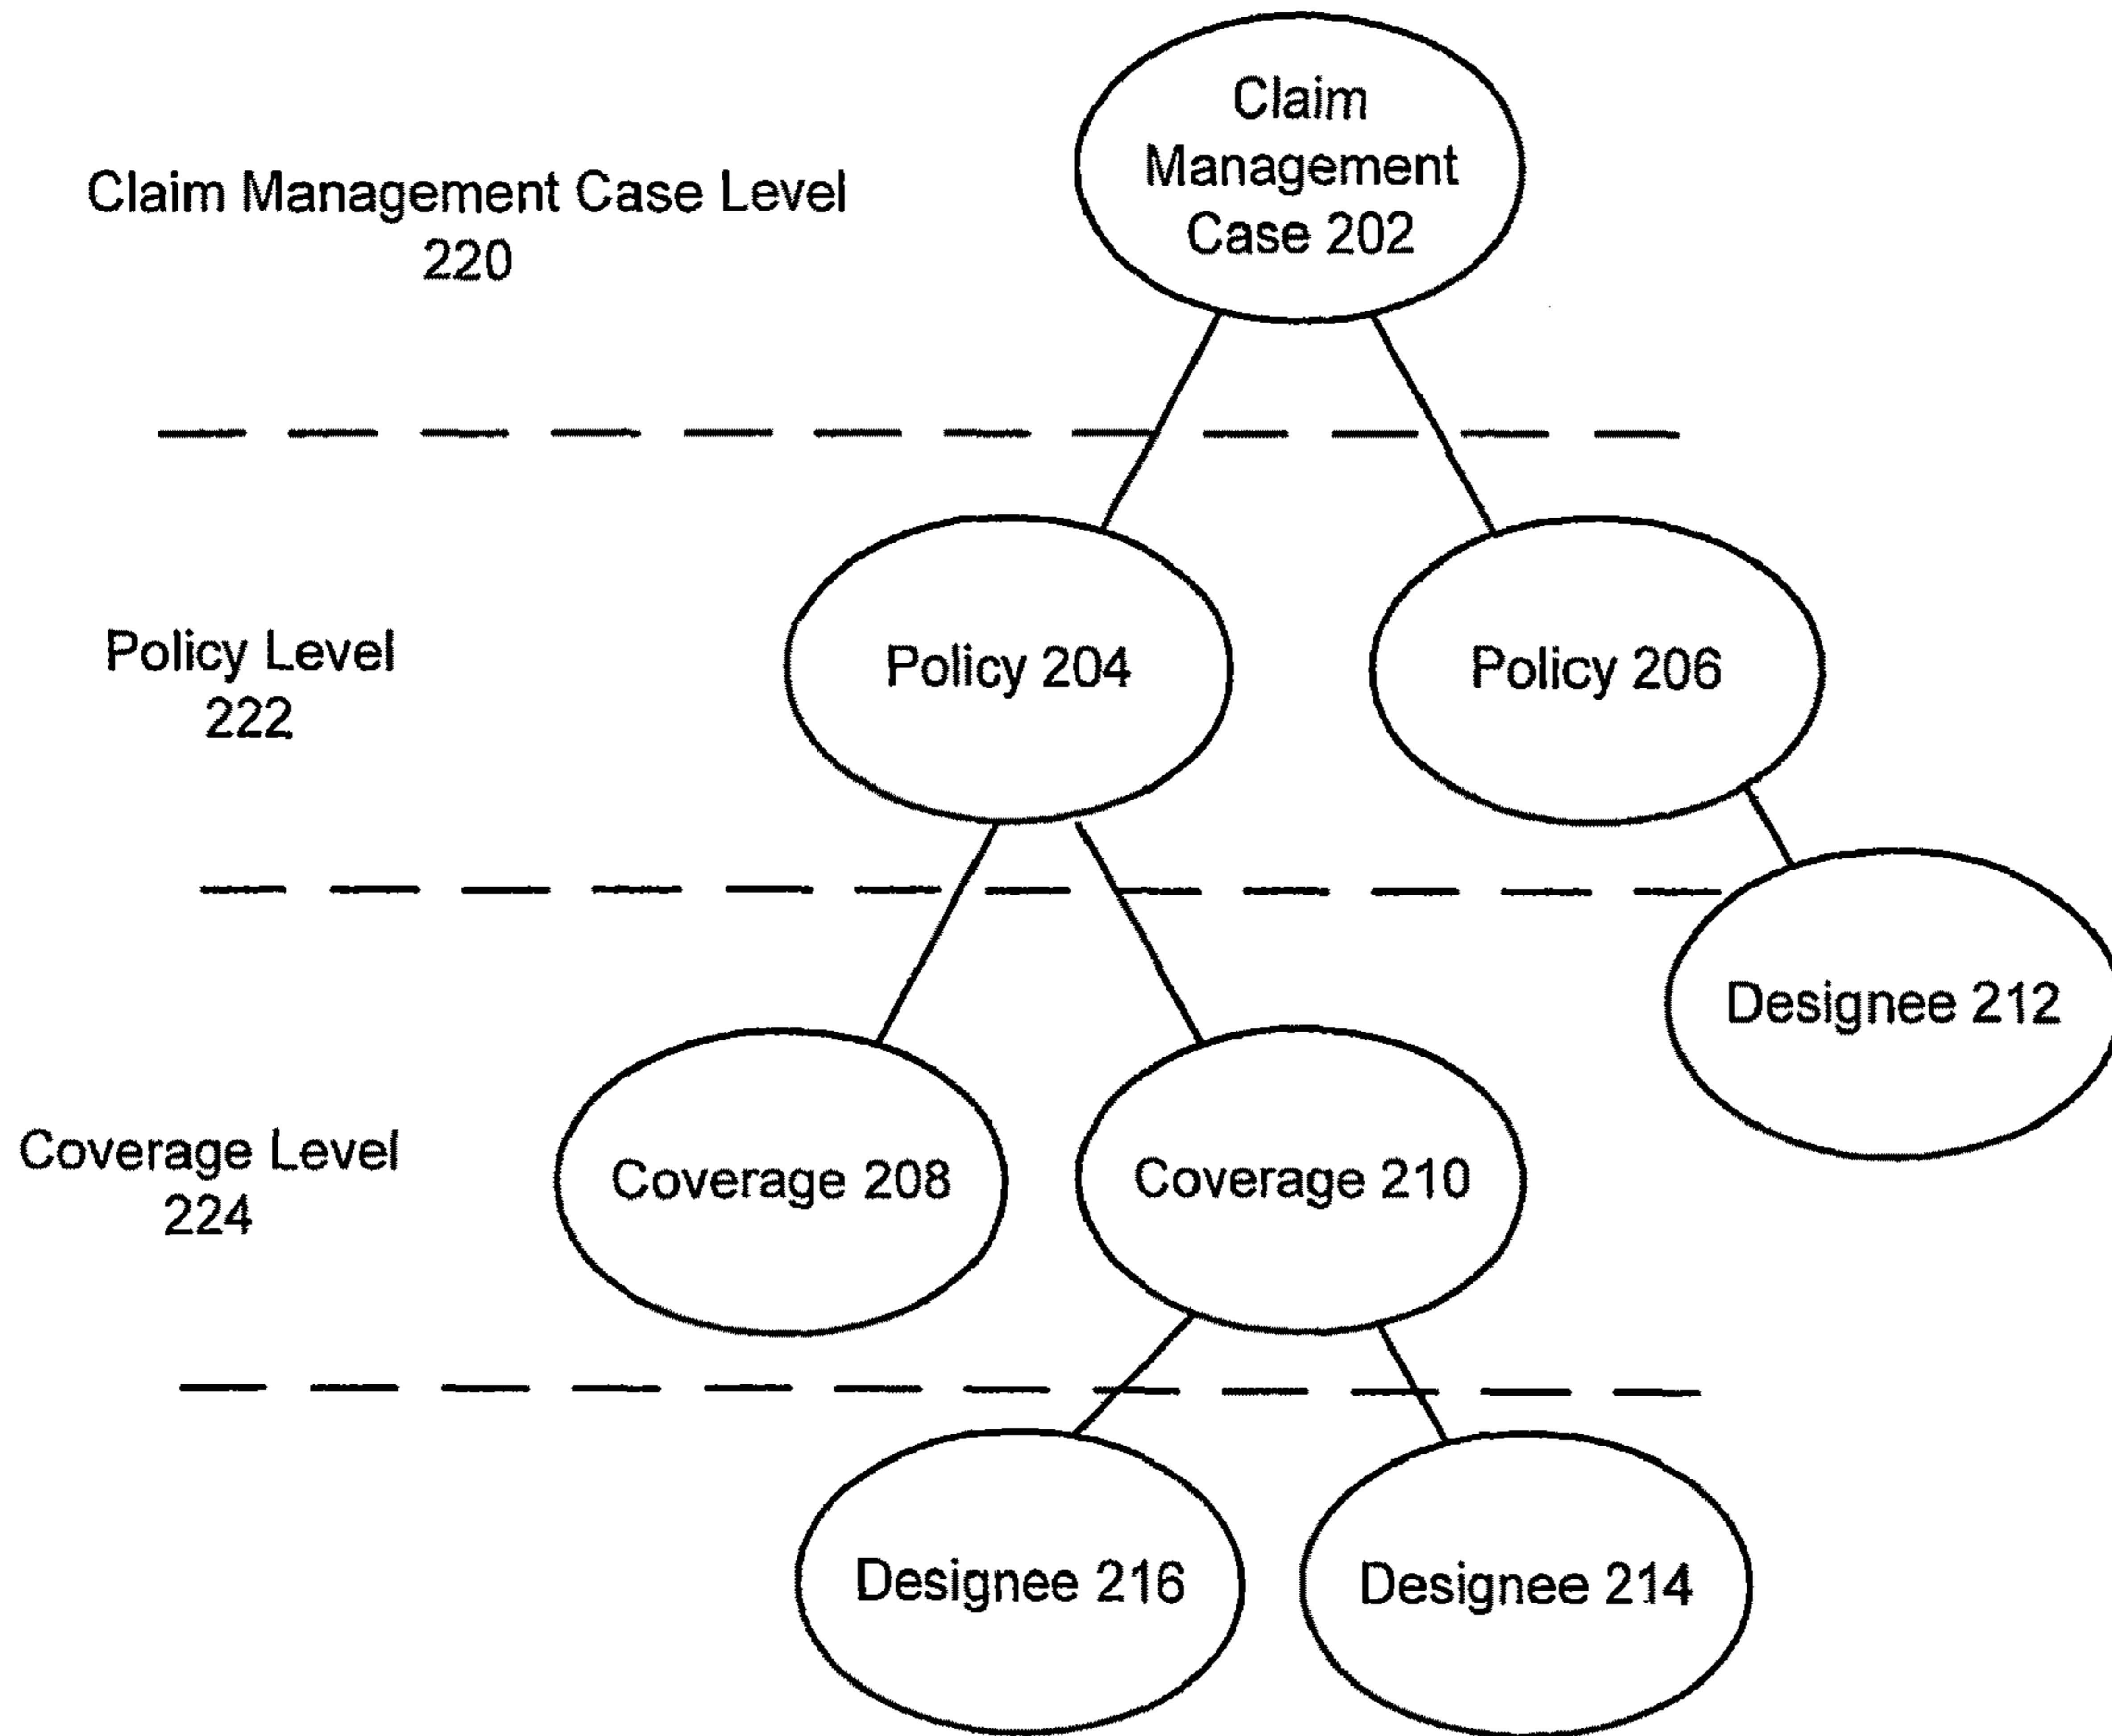 Claim
Management
Case 202
Claim Management Case Level
220
Policy Level
222
Policy 204
Policy 206
Designee 212
Coverage Level
224
Coverage 208
Coverage 210
Designee 216
Designee 214